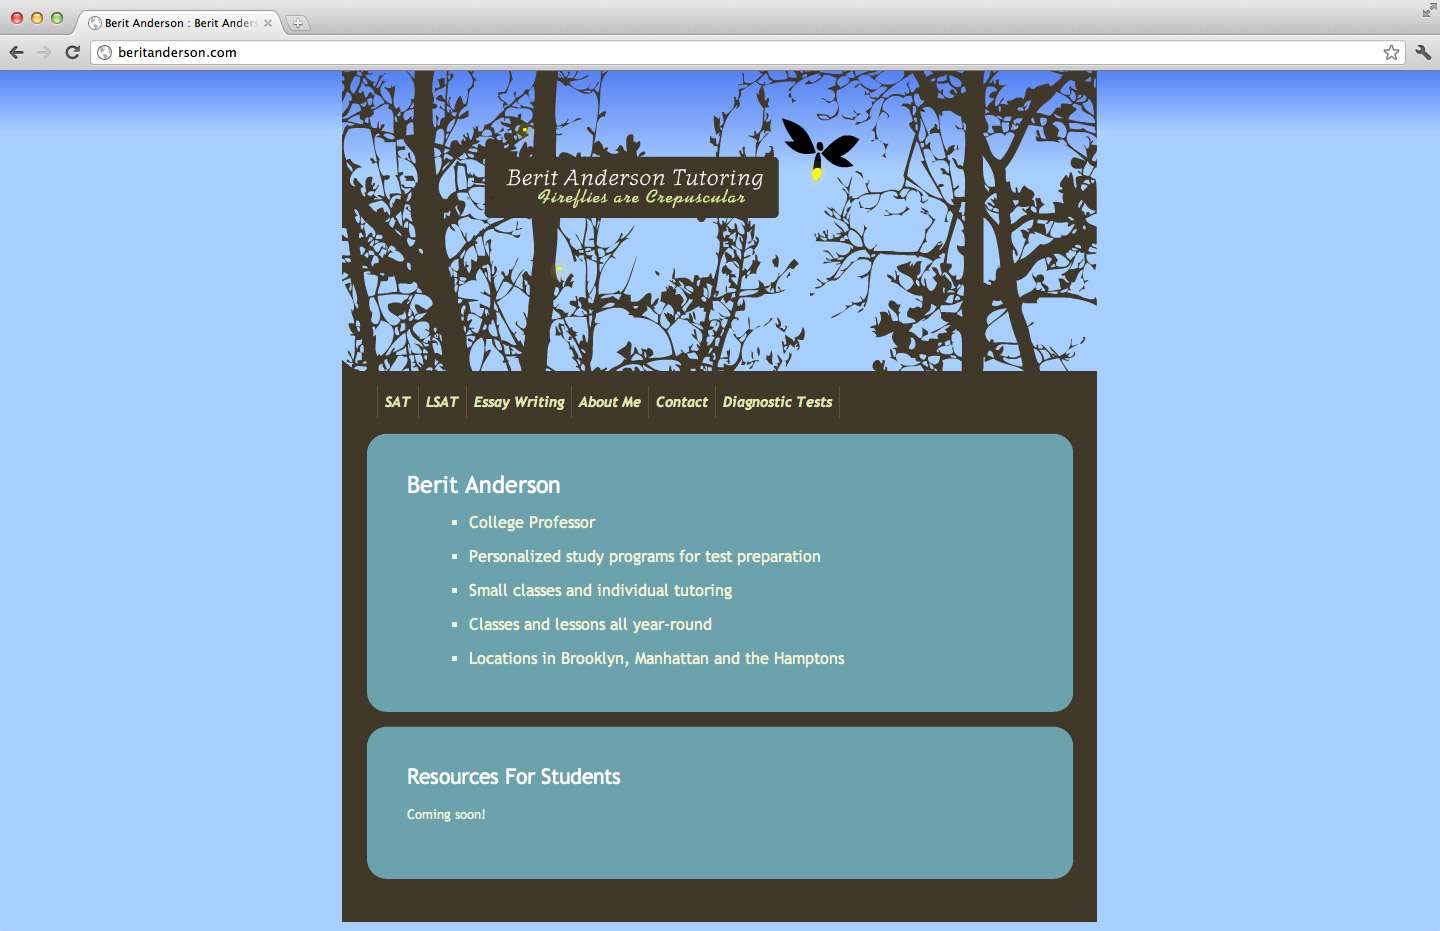 Berit Anderson : Berit Anders
beritanderson.com
Berit Anderson Tutoring
Fireflies are Crepuscular
SAT LSAT Essay Writing About Me Contact Diagnostic Tests
Berit Anderson
College Professor
Personalized study programs for test preparation
Small classes and individual tutoring
Classes and lessons all year-round
Locations in Brooklyn, Manhattan and the Hamptons
Resources For Students
Coming soon!